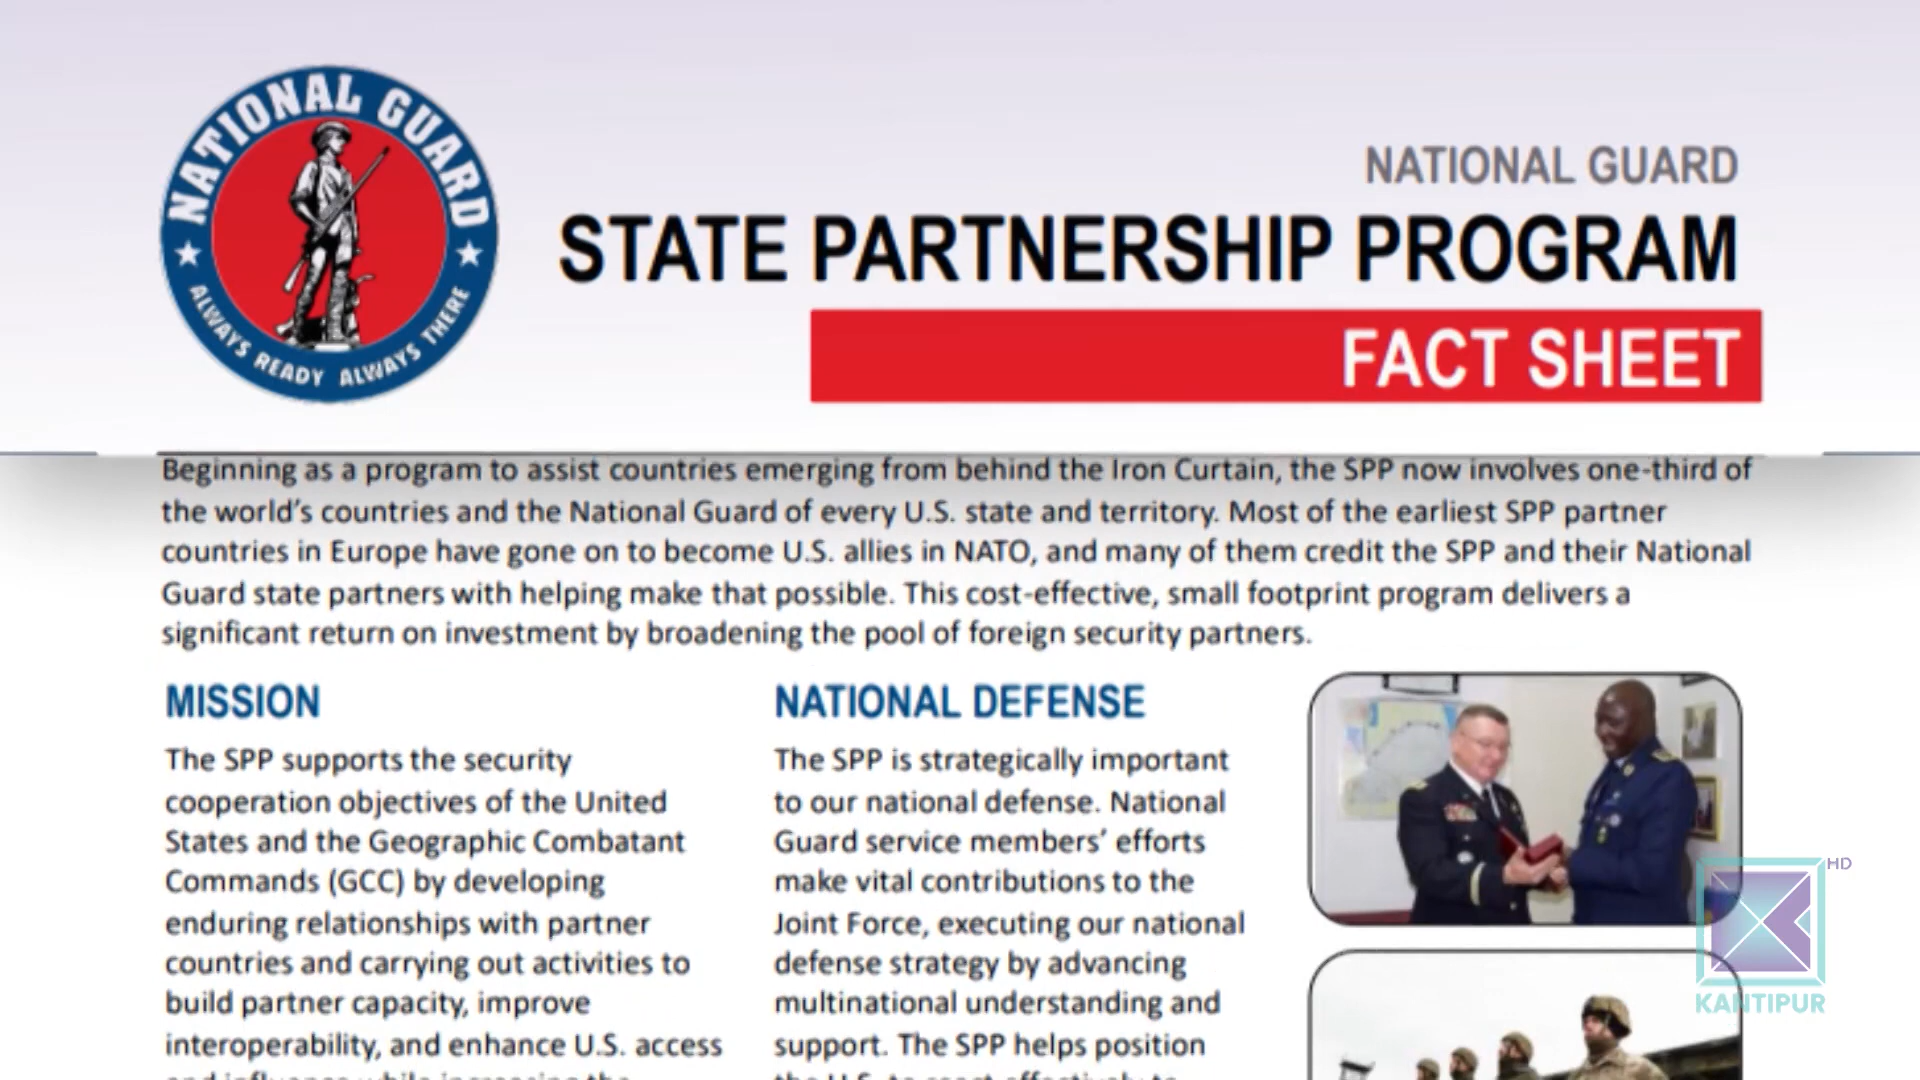 NATIONAL GUARD
ALWAYS READY ALWAYS THERE
NATIONAL GUARD
STATE PARTNERSHIP PROGRAM
FACT SHEET
Beginning as a program to assist countries emerging from behind the Iron Curtain, the SPP now involves one-third of
the world's countries and the National Guard of every U.S. state and territory. Most of the earliest SPP partner
countries in Europe have gone on to become U.S. allies in NATO, and many of them credit the SPP and their National
Guard state partners with helping make that possible. This cost-effective, small footprint program delivers a
significant return on investment by broadening the pool of foreign security partners.
MISSION
The SPP supports the security
cooperation objectives of the United
States and the Geographic Combatant
Commands (GCC) by developing
enduring relationships with partner
countries and carrying out activities to
build partner capacity, improve
interoperability, and enhance U.S. access
NATIONAL DEFENSE
The SPP is strategically important
to our national defense. National
Guard service members' efforts
make vital contributions to the
Joint Force, executing our national
defense strategy by advancing
multinational understanding and
support. The SPP helps position
HD
KANTIPUR